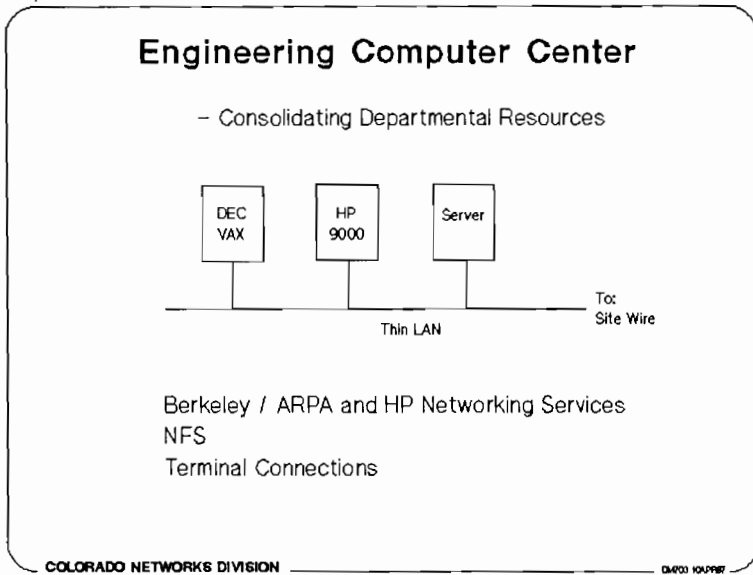 Engineering Computer Center
– Consolidating Departmental Resources
DEC
VAX
HP
9000
Server
To:
Site Wire
Thin LAN
Berkeley / ARPA and HP Networking Services
NFS
Terminal Connections
COLORADO NETWORKS DIVISION